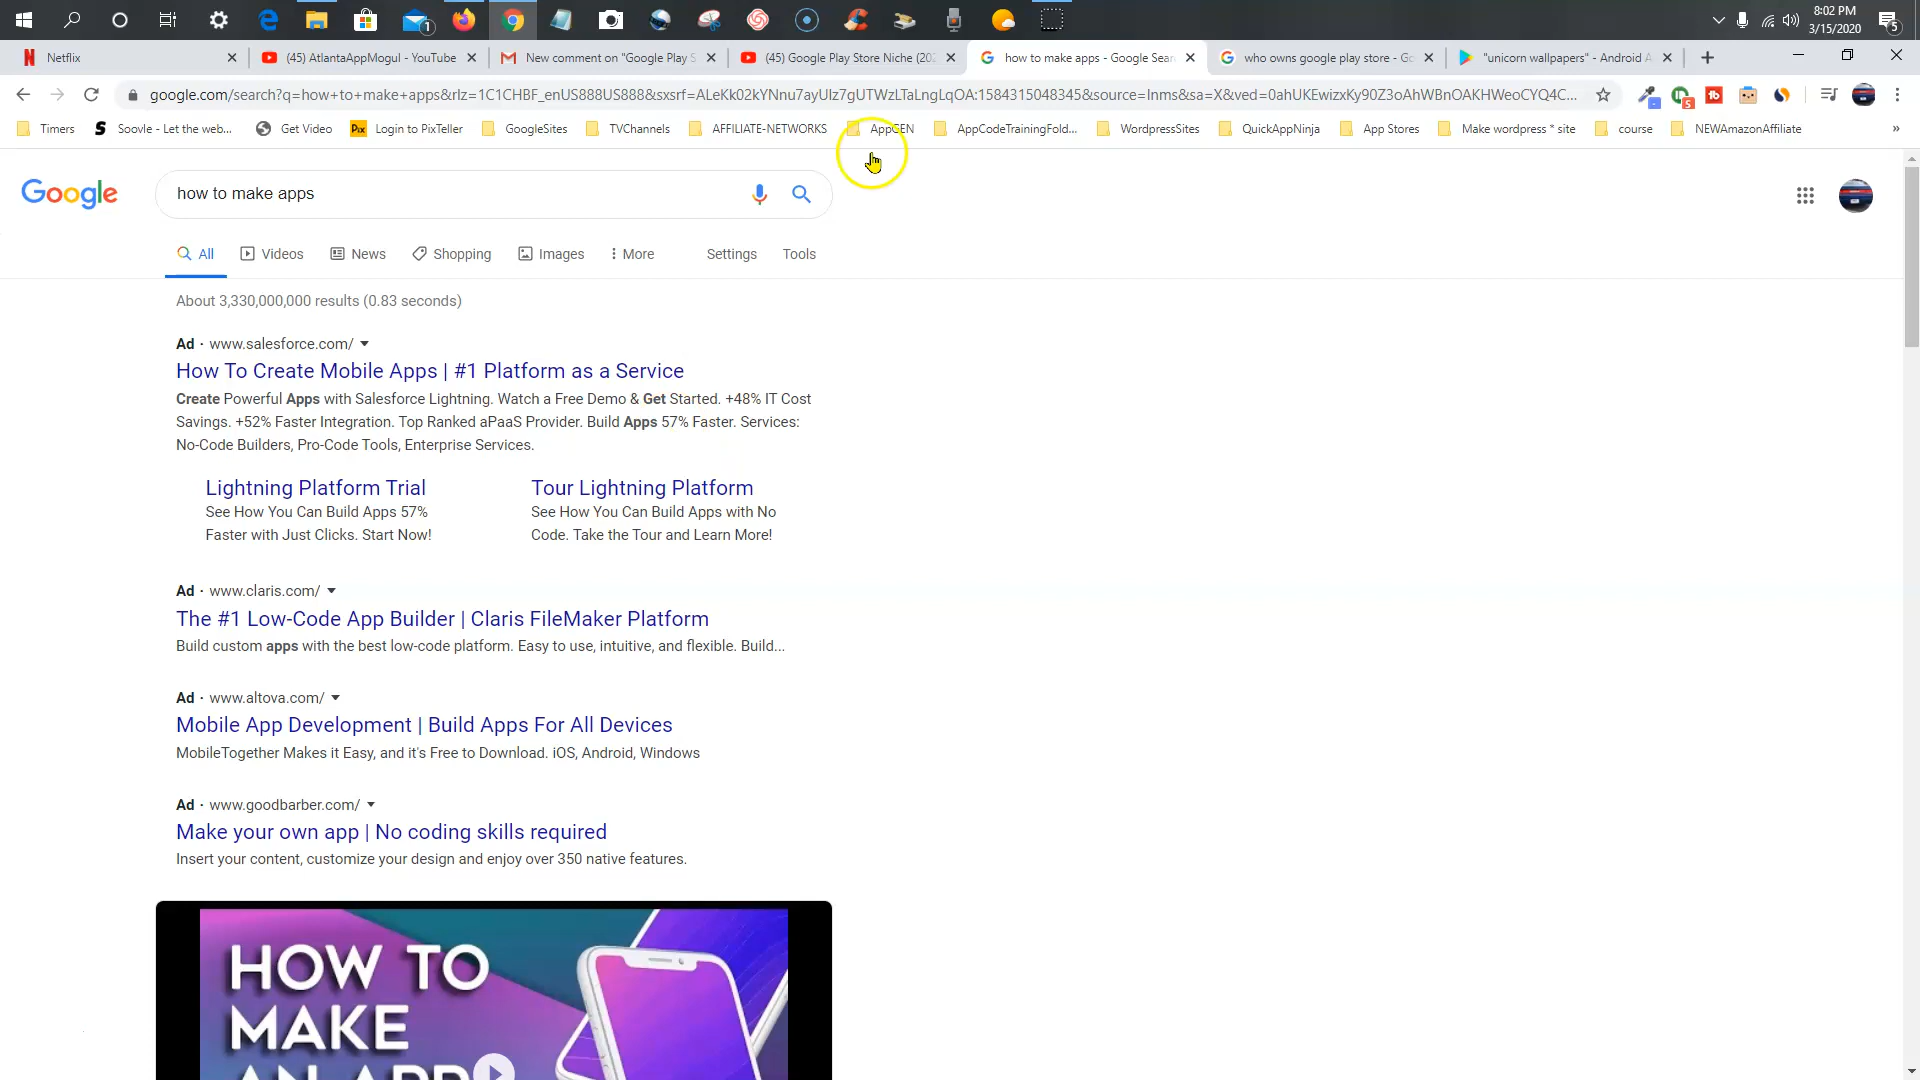 8:02 PM
1
3/15/2020
5
Netflix
(45) AtlantaAppMogul - YouTube
New comment on "Google Play S
(45) Google Play Store Niche (202
how to make apps - Google Sear
who owns google play store - Go
"unicorn wallpapers" - Android A
google.com/search?q=how+to+make+apps&rlz=1C1CHBF_enUS888US888&sxsrf=ALeKk02kYNnu7ayUIz7gUTWzLTaLngLqOA:1584315048345&source=lnms&sa=X&ved=0ahUKEwizxKy90Z3oAhWBnOAKHWeoCYQ4C...
5
Timers
Soovle - Let the web...
Get Video
Pix
Login to PixTeller
GoogleSites
TVChannels
AFFILIATE-NETWORKS
AppGEN
AppCodeTrainingFold...
WordpressSites
QuickAppNinja
App Stores
Make wordpress * site
course
NEWAmazonAffiliate
»
Google
how to make apps
All
Videos
News
Shopping
Images
More
Settings
Tools
About 3,330,000,000 results (0.83 seconds)
Ad · www.salesforce.com/
How To Create Mobile Apps | #1 Platform as a Service
Create Powerful Apps with Salesforce Lightning. Watch a Free Demo & Get Started. +48% IT Cost
Savings. +52% Faster Integration. Top Ranked aPaaS Provider. Build Apps 57% Faster. Services:
No-Code Builders, Pro-Code Tools, Enterprise Services.
Lightning Platform Trial
See How You Can Build Apps 57%
Faster with Just Clicks. Start Now!
Tour Lightning Platform
See How You Can Build Apps with No
Code. Take the Tour and Learn More!
Ad · www.claris.com/
The #1 Low-Code App Builder | Claris FileMaker Platform
Build custom apps with the best low-code platform. Easy to use, intuitive, and flexible. Build...
Ad · www.altova.com/
Mobile App Development | Build Apps For All Devices
MobileTogether Makes it Easy, and it's Free to Download. iOS, Android, Windows
Ad · www.goodbarber.com/
Make your own app | No coding skills required
Insert your content, customize your design and enjoy over 350 native features.
HOW TO
MAKE
AN APP